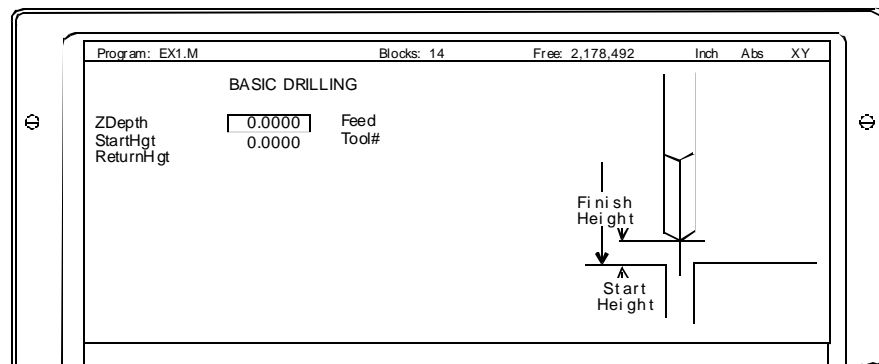 Program: EX1.M Blocks: 14 Free: 2,178,492 Inch Abs XY
BASIC DRILLING
ZDepth 0.0000 Feed
StartHgt 0.0000 Tool#
ReturnHgt
Finish
Height
Start
Height